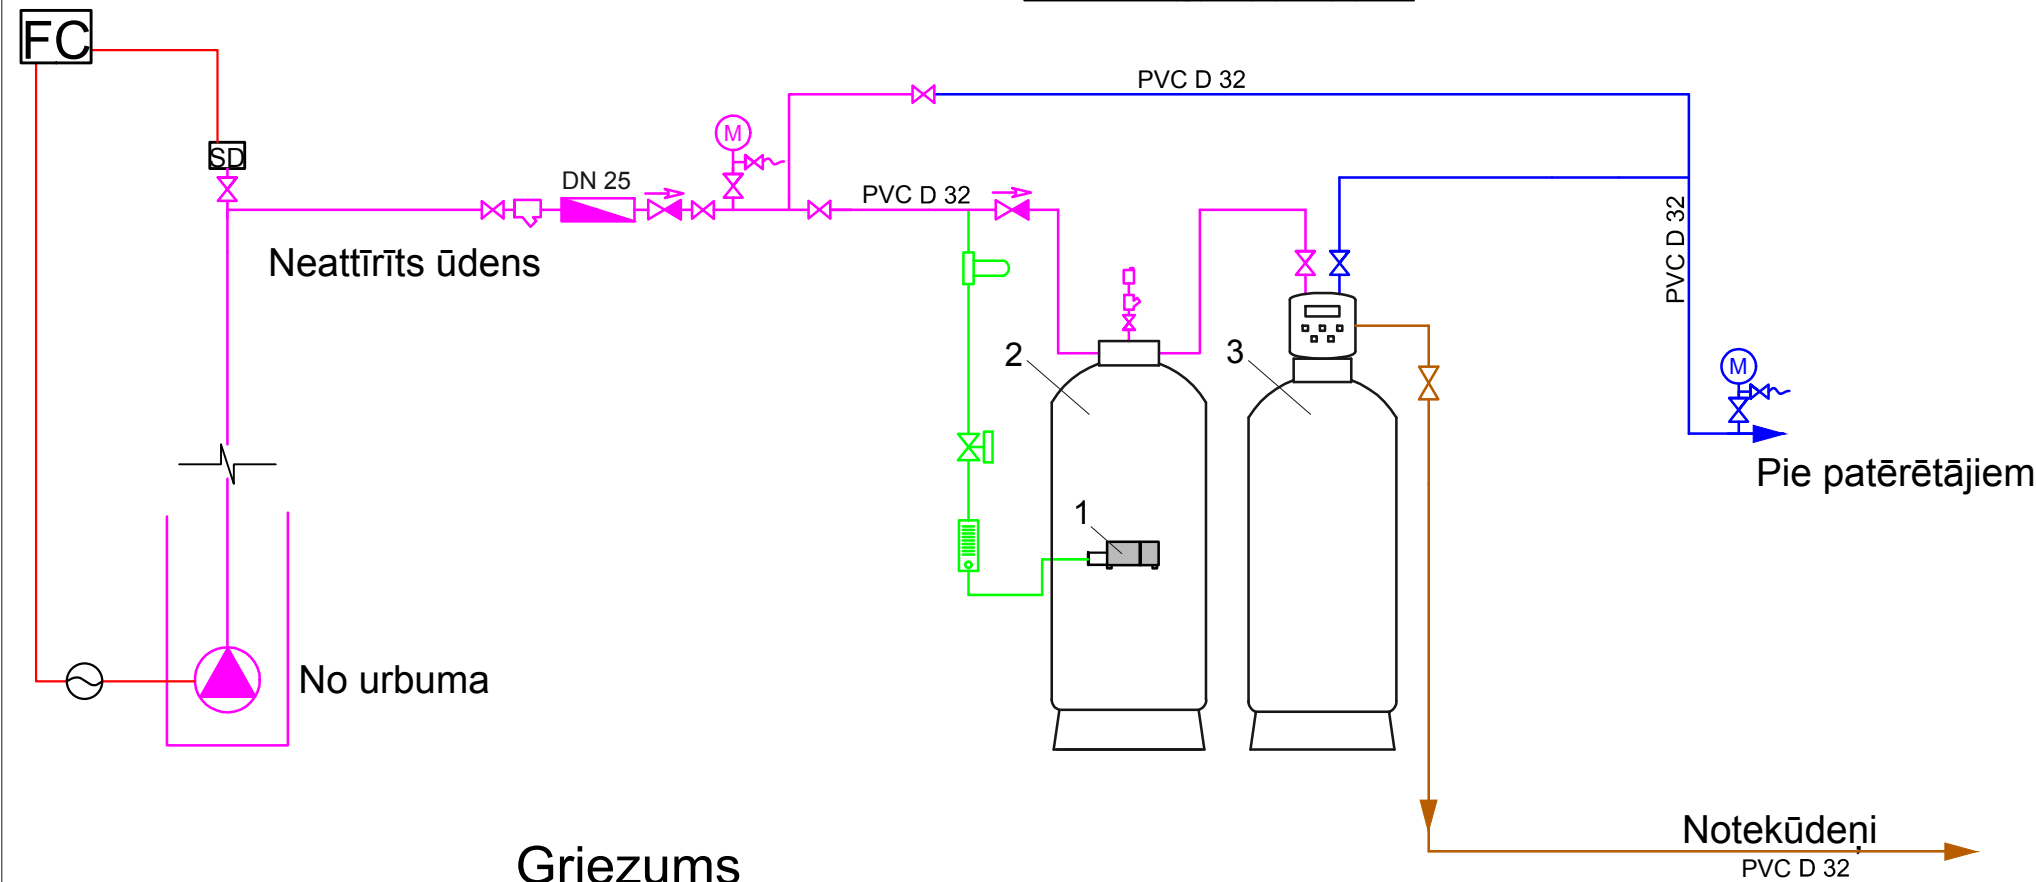 FC
PVC D 32
M
SD
DN 25
PVC D 32
PVC D 32
Neattīrīts ūdens
2
3
M
Pie patērētājiem
1
No urbuma
Notekūdeņi
PVC D 32
Griezums